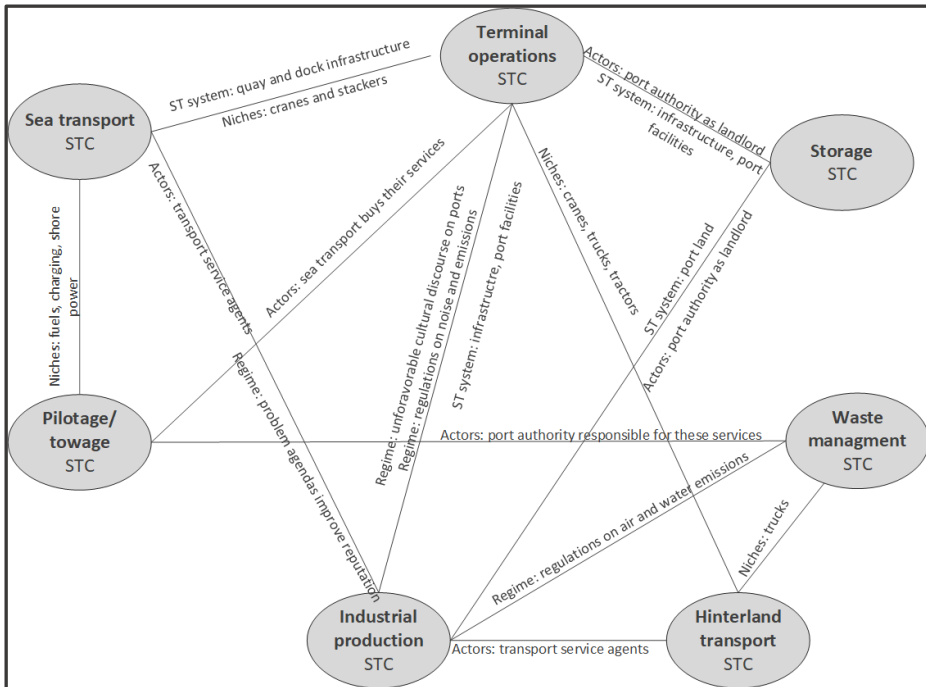 Terminal
operations
STC
ST system: quay and dock infrastructure
Niches: cranes and stackers
Actors: port authority as landlord
ST system: infrastructure, port
facilities
Sea transport
STC
Storage
STC
Actors: transport service agents
Actors: sea transport buys their services
Niches: cranes, trucks, tractors
Niches: fuels, charging, shore
power
Regime: unforavorable cultural discourse on ports
Regime: regulations on noise and emissions
ST system: infrastructre, port facilities
ST system: port land
Actors: port authority as landlord
Regime: problem agendas improve reputation
Pilotage/
towage
STC
Actors: port authority responsible for these services
Waste
managment
STC
Regime: regulations on air and water emissions
Niches: trucks
Industrial
production
STC
Actors: transport service agents
Hinterland
transport
STC